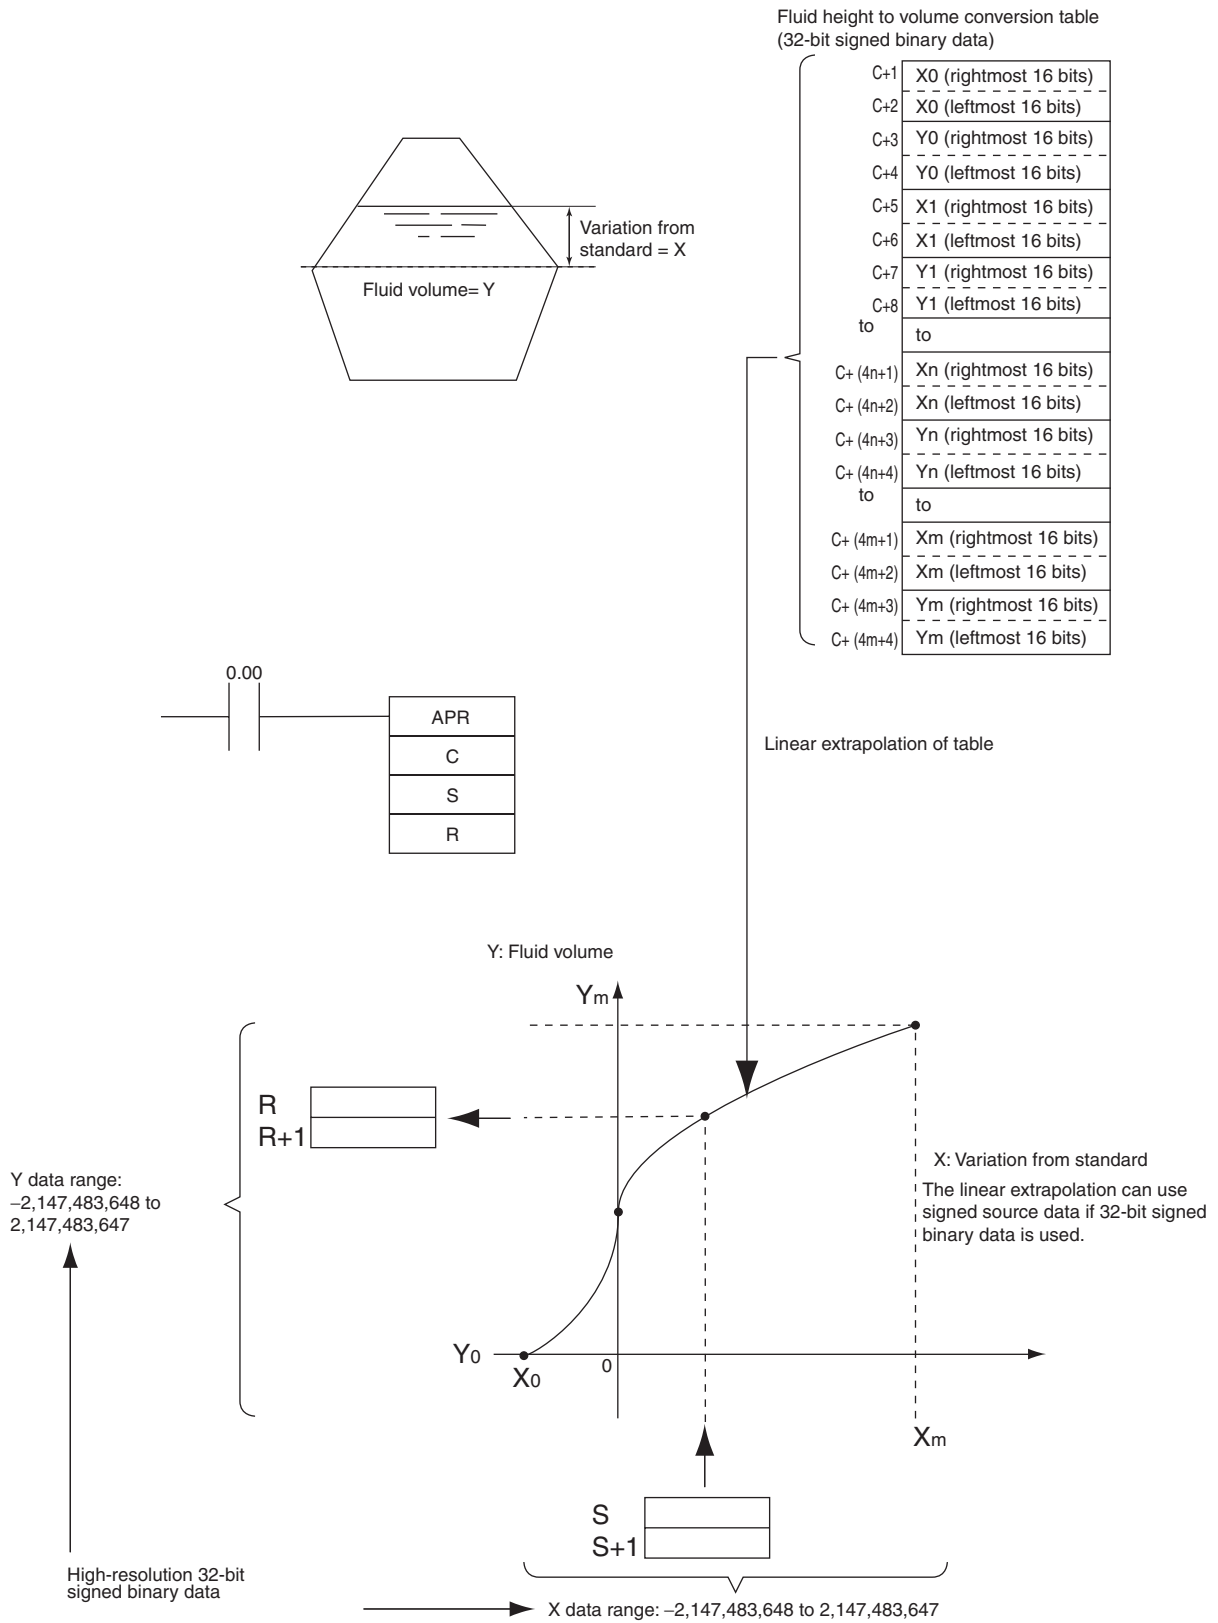 Fluid height to volume conversion table
(32-bit signed binary data)
C+1 X0 (rightmost 16 bits)
C+2 X0 (leftmost 16 bits)
C+3 Y0 (rightmost 16 bits)
C+4 Y0 (leftmost 16 bits)
C+5 X1 (rightmost 16 bits)
C+6 X1 (leftmost 16 bits)
C+7 Y1 (rightmost 16 bits)
C+8 Y1 (leftmost 16 bits)
to to
C+ (4n+1) Xn (rightmost 16 bits)
C+ (4n+2) Xn (leftmost 16 bits)
C+ (4n+3) Yn (rightmost 16 bits)
C+ (4n+4) Yn (leftmost 16 bits)
to to
C+ (4m+1) Xm (rightmost 16 bits)
C+ (4m+2) Xm (leftmost 16 bits)
C+ (4m+3) Ym (rightmost 16 bits)
C+ (4m+4) Ym (leftmost 16 bits)
Variation from
standard = X
Fluid volume= Y
0.00
APR
C
S
R
Linear extrapolation of table
Y: Fluid volume
Ym
R
R+1
Y data range:
−2,147,483,648 to
2,147,483,647
X: Variation from standard
The linear extrapolation can use
signed source data if 32-bit signed
binary data is used.
Y0
X0
0
Xm
S
S+1
High-resolution 32-bit
signed binary data
X data range: −2,147,483,648 to 2,147,483,647